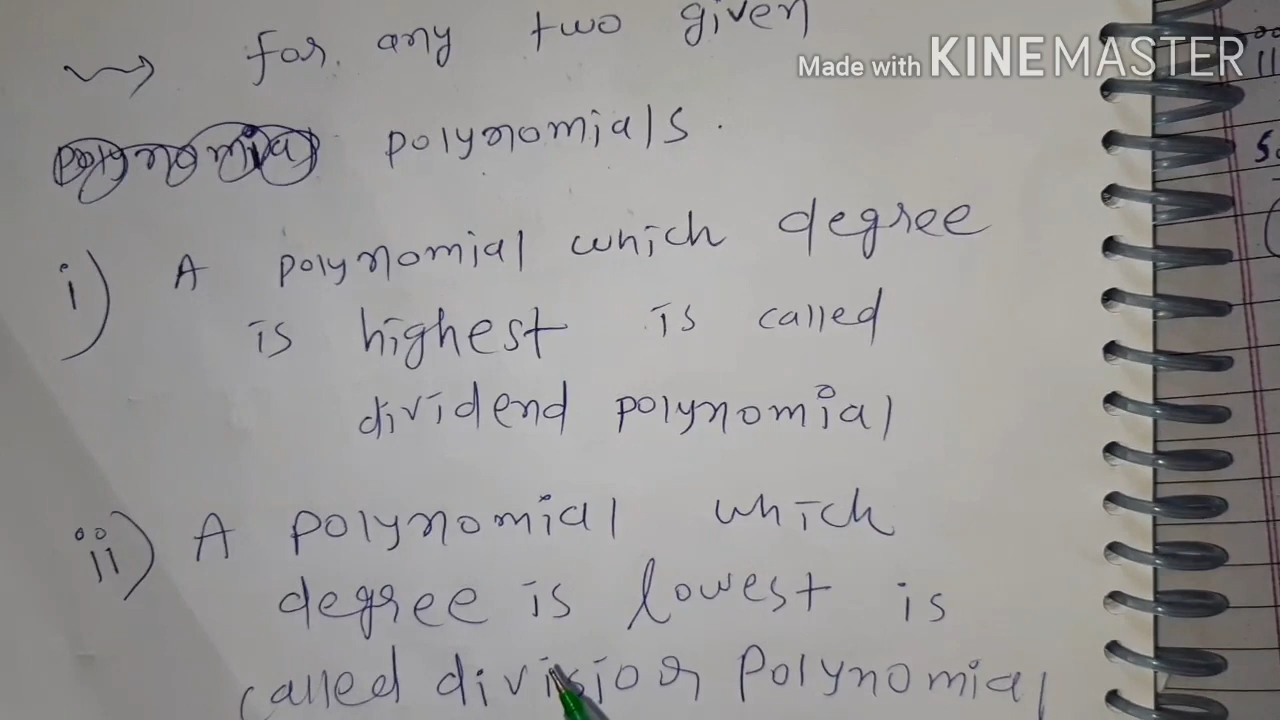 for any two given
Made with KINEMASTER
polynomials.
i) A polynomial which degree
is highest is called
dividend polynomial
ii) A polynomial which
degree is lowest is
called divisior polynomial